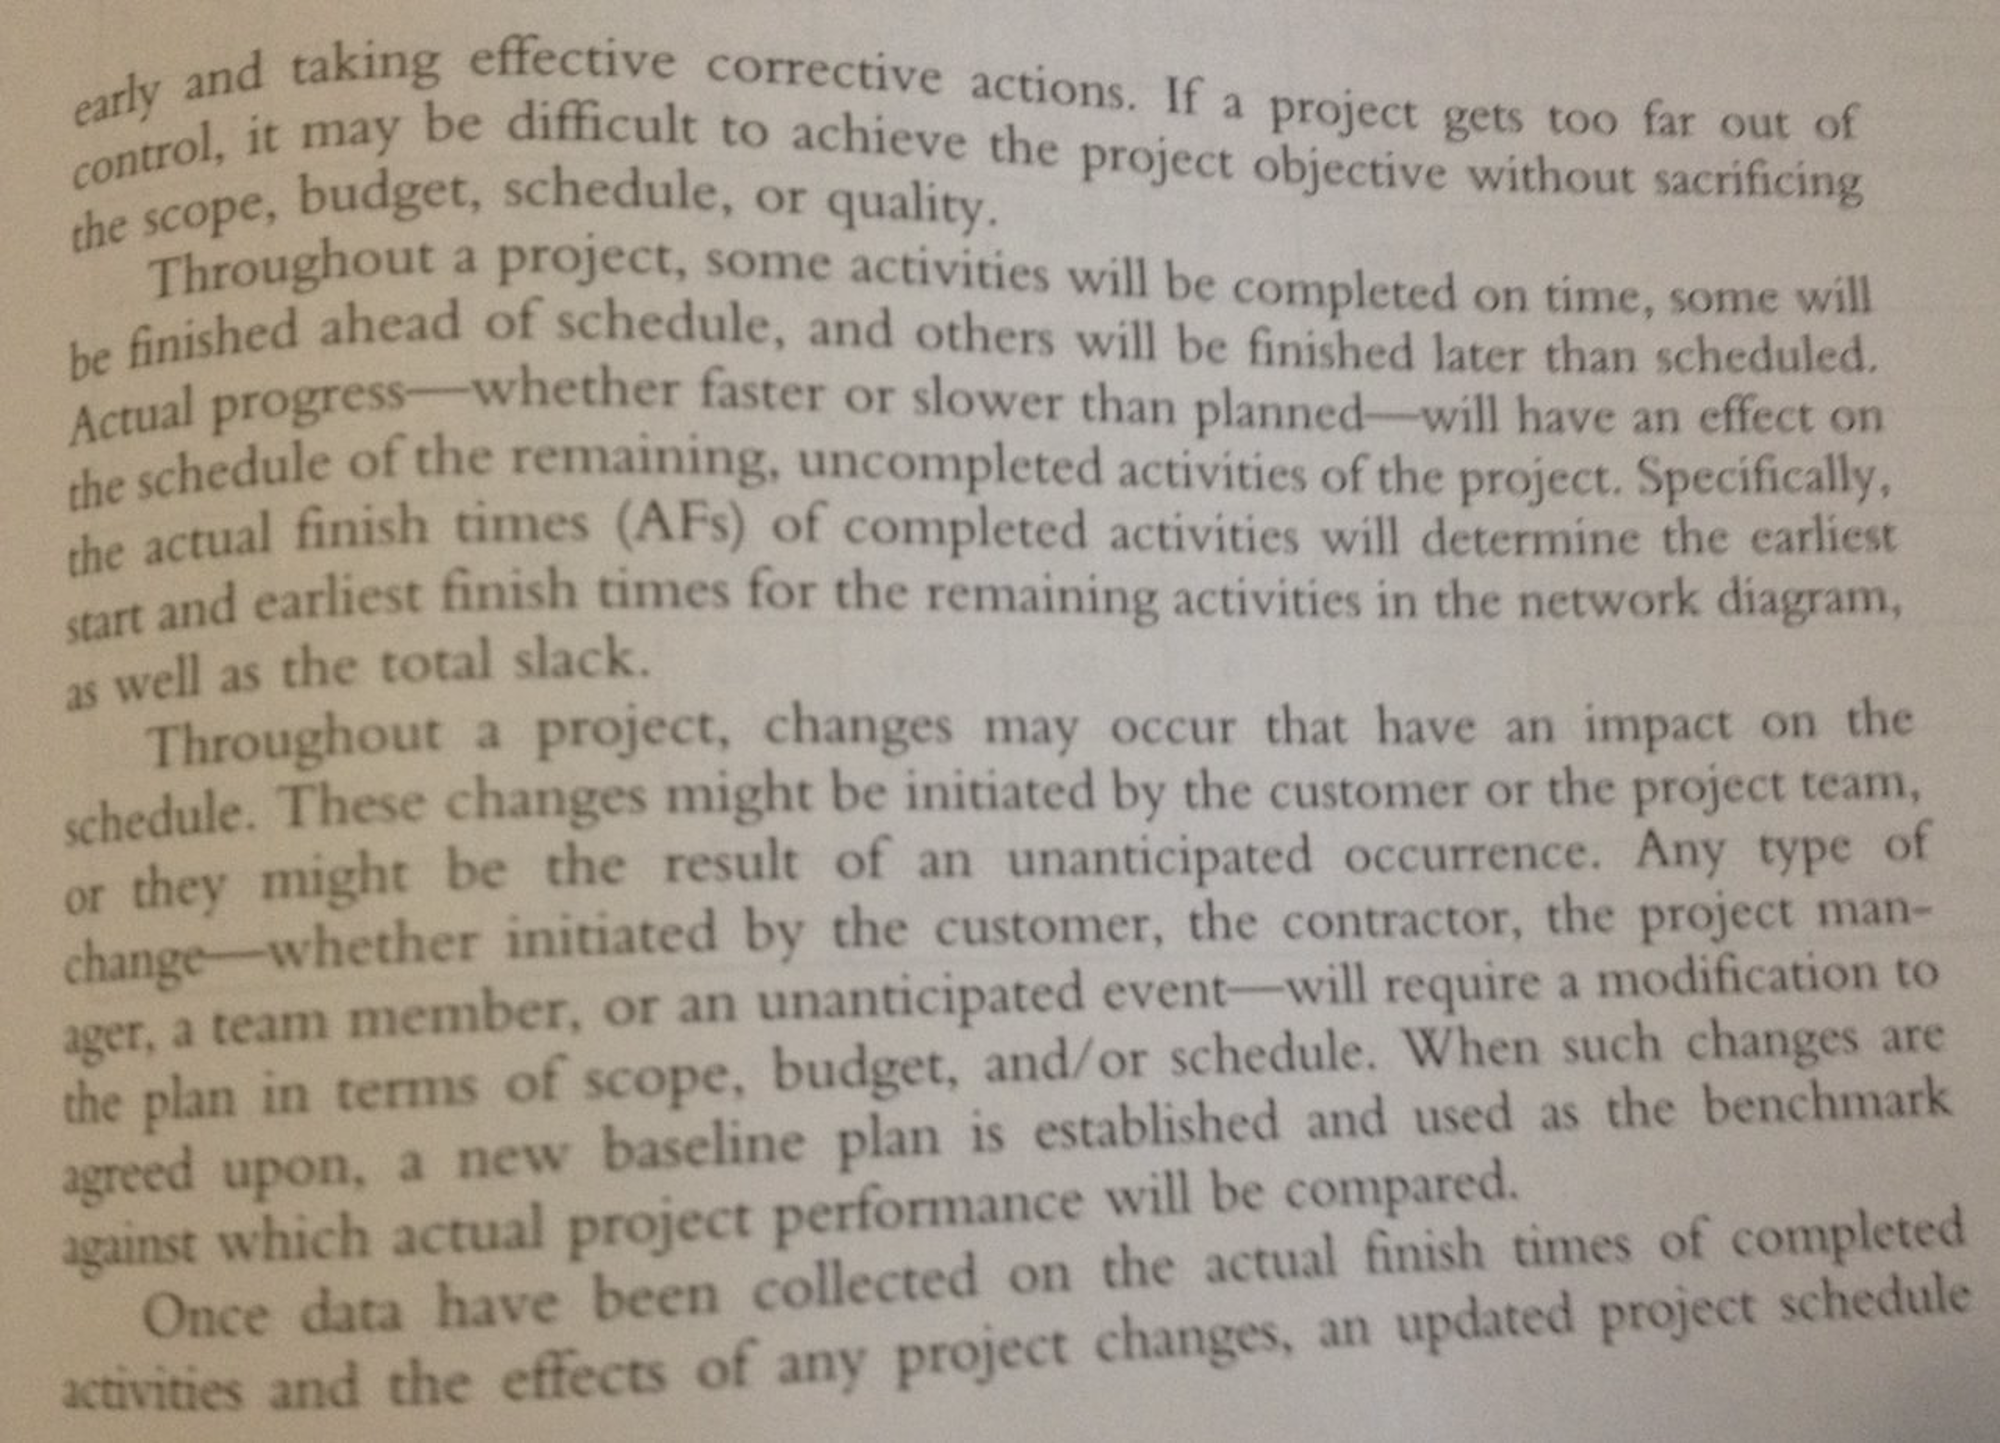 early and taking effective corrective actions. If a project gets too far out of
control, it may be difficult to achieve the project objective without sacrificing
the scope, budget, schedule, or quality.
Throughout a project, some activities will be completed on time, some will
be finished ahead of schedule, and others will be finished later than scheduled.
Actual progress—whether faster or slower than planned—will have an effect on
the schedule of the remaining, uncompleted activities of the project. Specifically,
the actual finish times (AFs) of completed activities will determine the earliest
start and earliest finish times for the remaining activities in the network diagram,
as well as the total slack.
Throughout a project, changes may occur that have an impact on the
schedule. These changes might be initiated by the customer or the project team,
or they might be the result of an unanticipated occurrence. Any type of
change—whether initiated by the customer, the contractor, the project man-
ager, a team member, or an unanticipated event—will require a modification to
the plan in terms of scope, budget, and/or schedule. When such changes are
agreed upon, a new baseline plan is established and used as the benchmark
against which actual project performance will be compared.
Once data have been collected on the actual finish times of completed
activities and the effects of any project changes, an updated project schedule